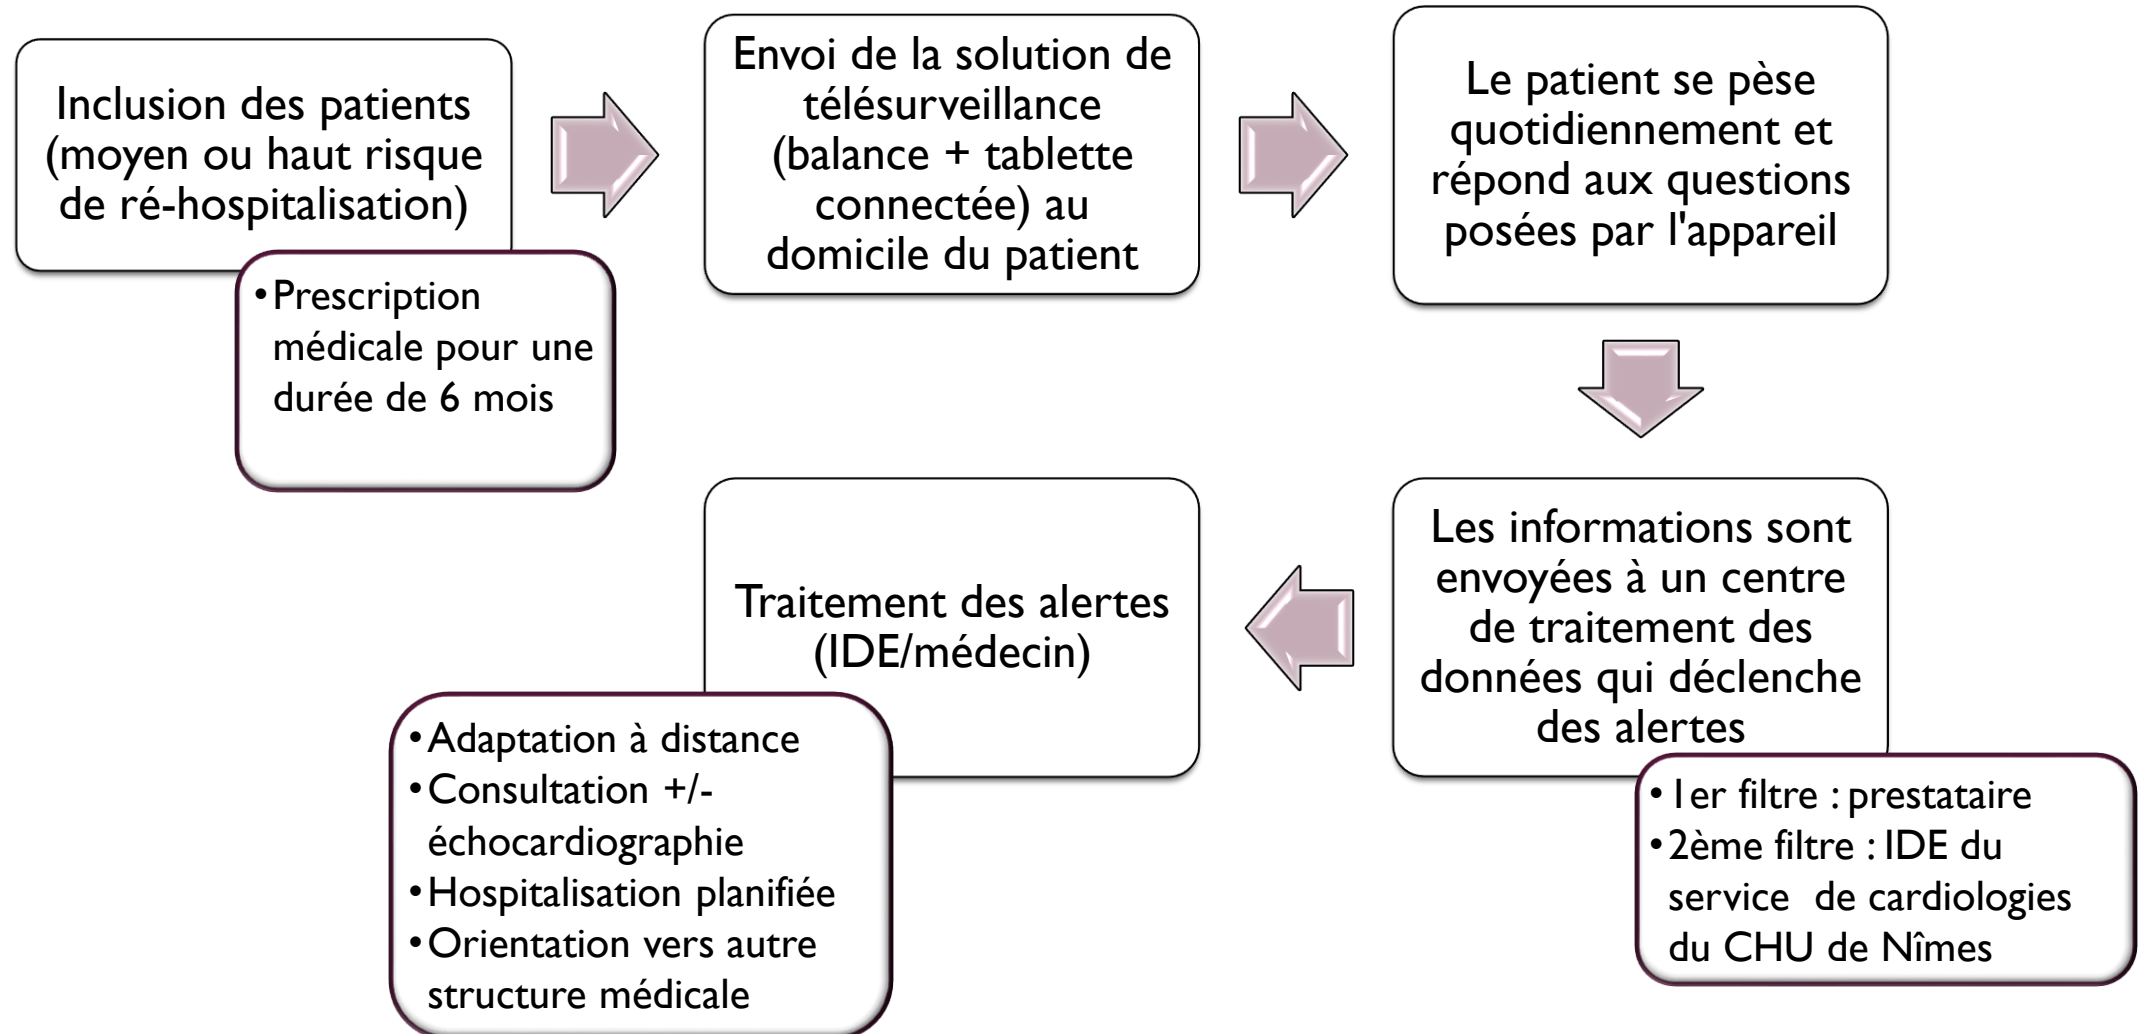 Inclusion des patients
(moyen ou haut risque
de ré-hospitalisation)
•Prescription
médicale pour une
durée de 6 mois
Envoi de la solution de
télésurveillance
(balance + tablette
connectée) au
domicile du patient
Le patient se pèse
quotidiennement et
répond aux questions
posées par l'appareil
Les informations sont
envoyées à un centre
de traitement des
données qui déclenche
des alertes
•1er filtre : prestataire
•2ème filtre : IDE du
service de cardiologies
du CHU de Nîmes
Traitement des alertes
(IDE/médecin)
•Adaptation à distance
•Consultation +/-
échocardiographie
•Hospitalisation planifiée
•Orientation vers autre
structure médicale